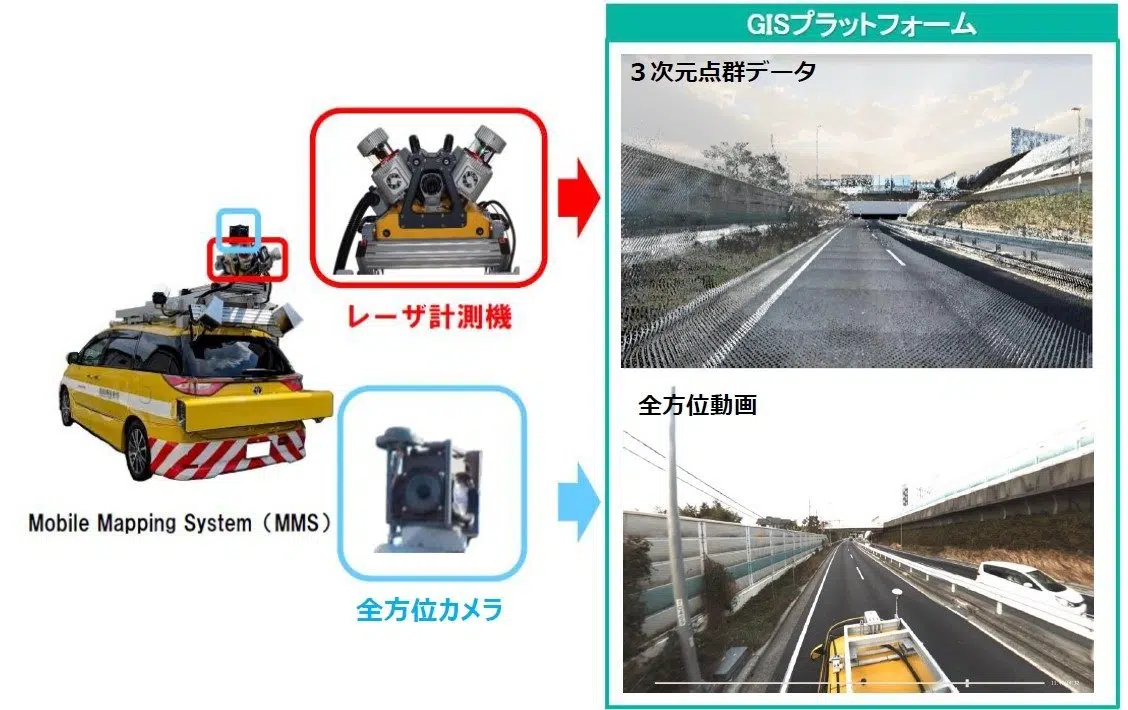 GISプラットフォーム
3次元点群データ
レーザ計測機
全方位動画
Mobile Mapping System（MMS）
全方位カメラ